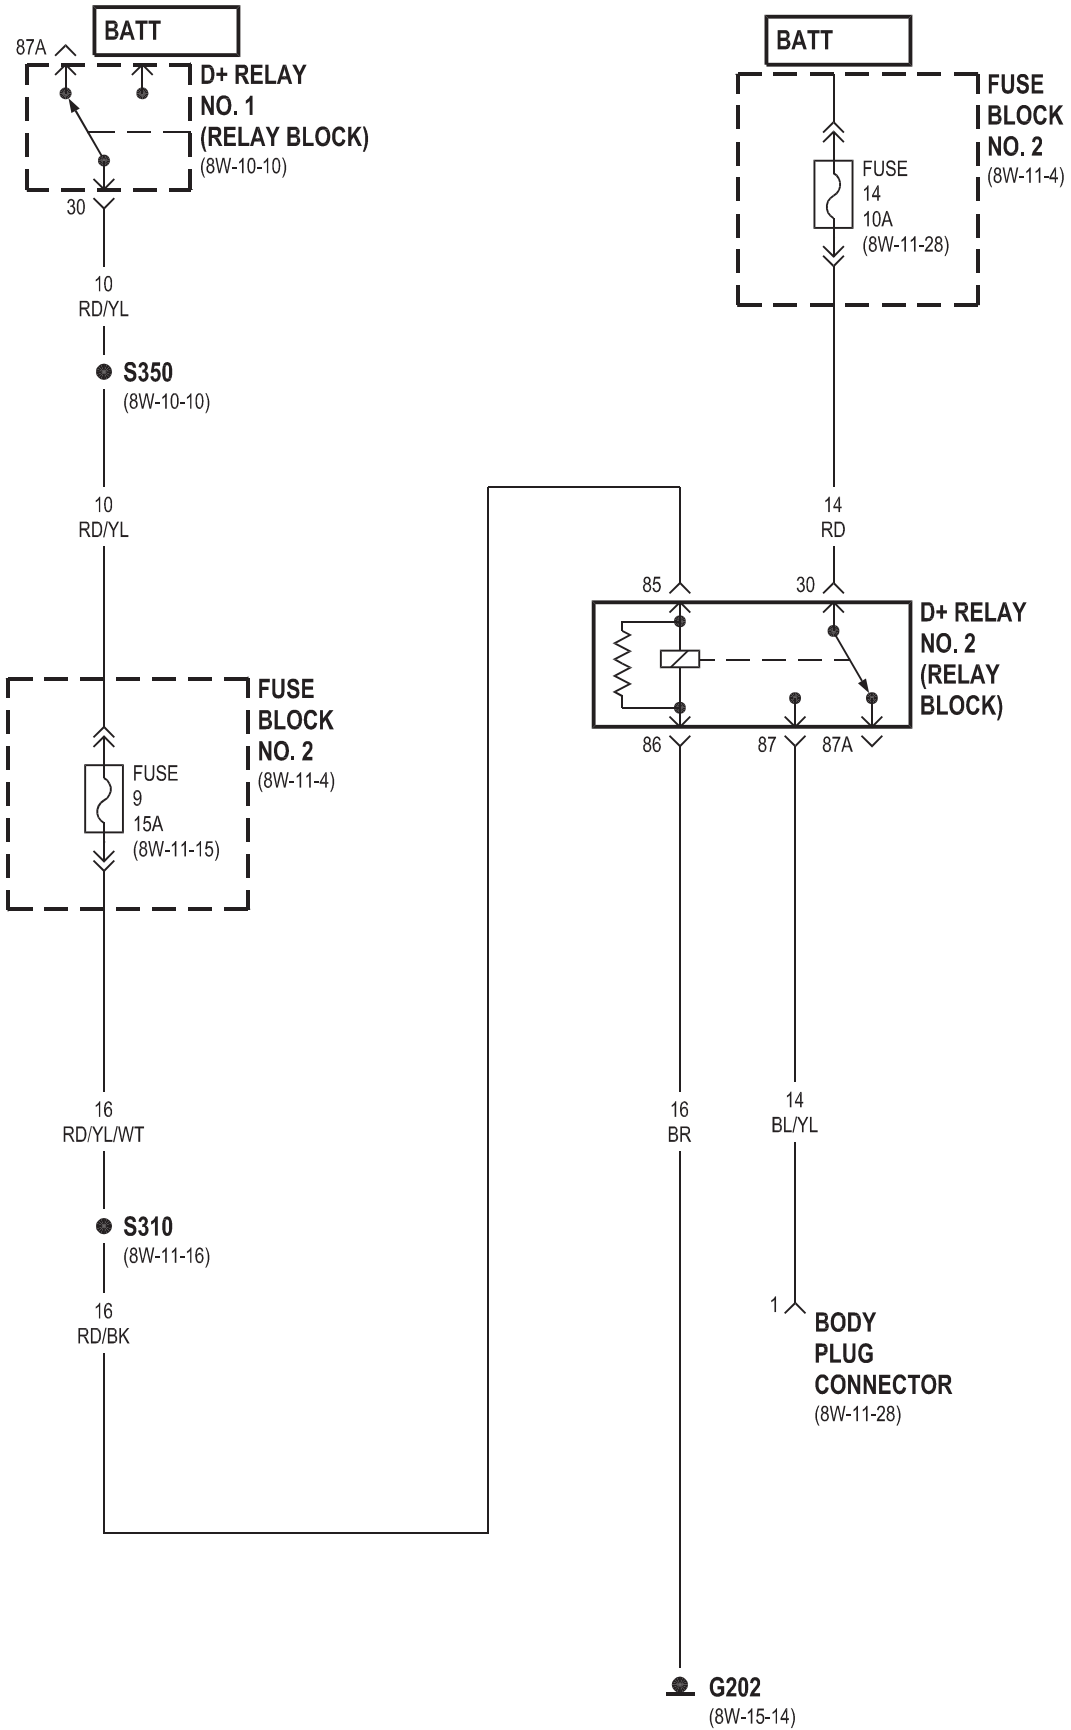 BATT
87A
D+ RELAY
NO. 1
(RELAY BLOCK)
(8W-10-10)
30
10
RD/YL
S350
(8W-10-10)
10
RD/YL
FUSE
BLOCK
NO. 2
(8W-11-4)
FUSE
9
15A
(8W-11-15)
16
RD/YL/WT
S310
(8W-11-16)
16
RD/BK
BATT
FUSE
BLOCK
NO. 2
(8W-11-4)
FUSE
14
10A
(8W-11-28)
14
RD
85
30
D+ RELAY
NO. 2
(RELAY
BLOCK)
86
87
87A
16
BR
14
BL/YL
1
BODY
PLUG
CONNECTOR
(8W-11-28)
G202
(8W-15-14)